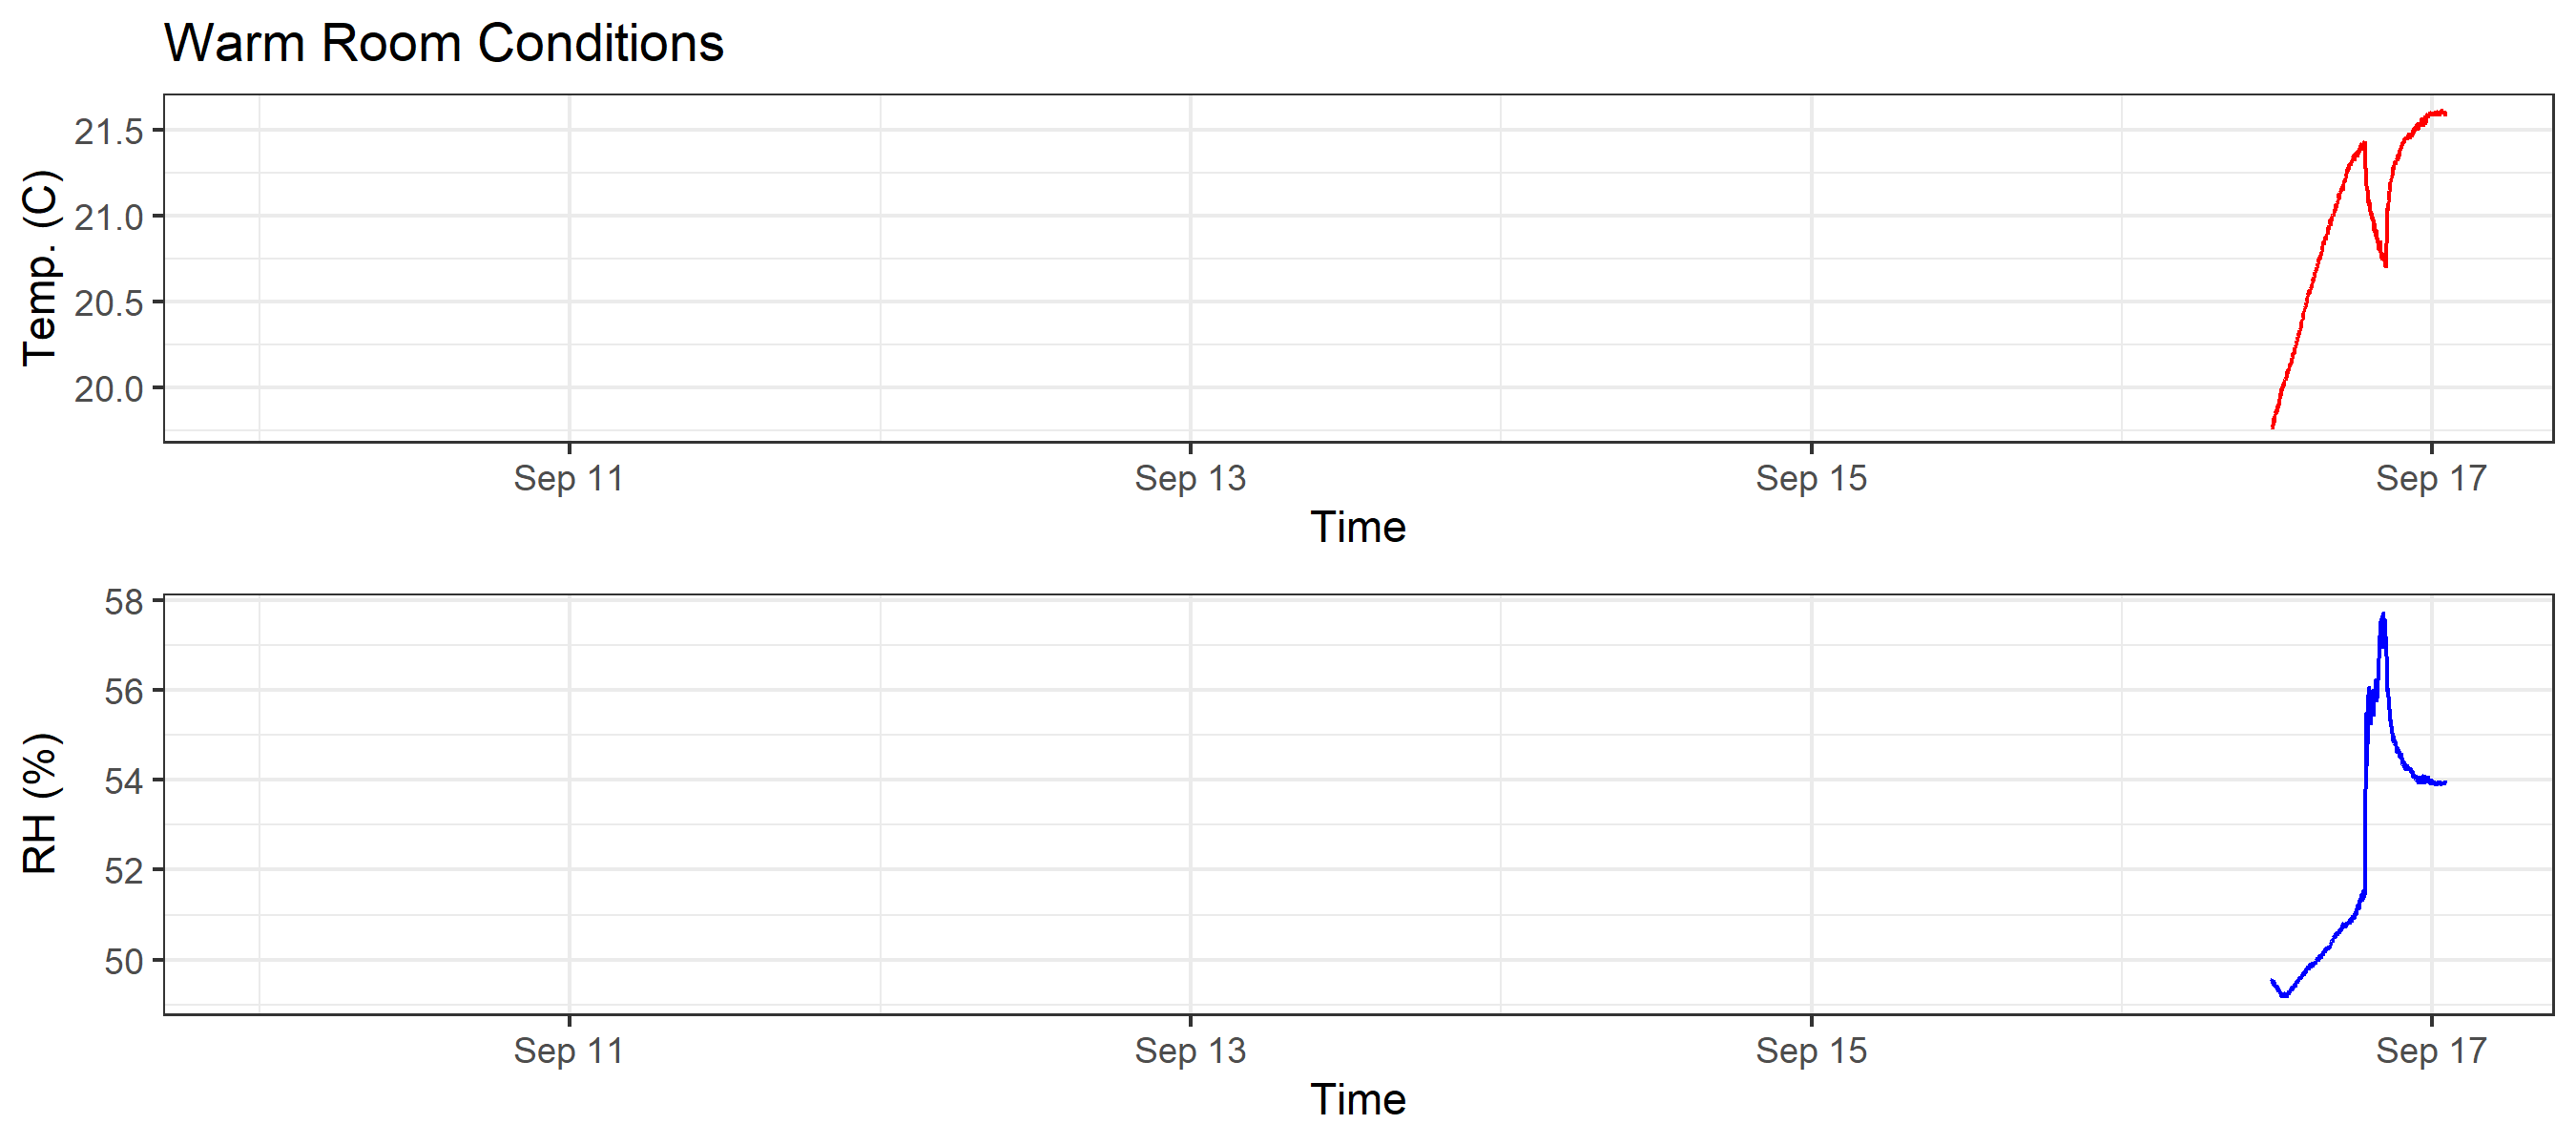 Warm Room Conditions
Temp. (C)
21.5
21.0
20.5
20.0
Sep 11 Sep 13 Sep 15 Sep 17
Time
RH (%)
58
56
54
52
50
Sep 11 Sep 13 Sep 15 Sep 17
Time